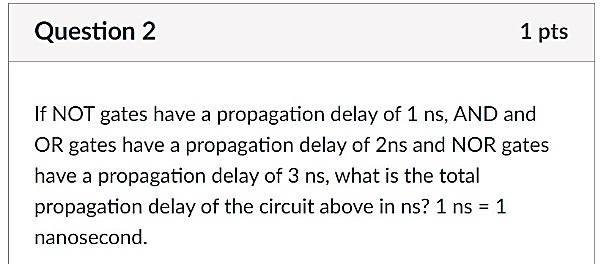 Question 2
1 pts
If NOT gates have a propagation delay of 1 ns, AND and
OR gates have a propagation delay of 2ns and NOR gates
have a propagation delay of 3 ns, what is the total
propagation delay of the circuit above in ns? 1 ns = 1
nanosecond.